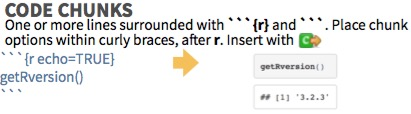 CODE CHUNKS
One or more lines surrounded with ```{r} and ```. Place chunk
options within curly braces, after r. Insert with C
```{r echo=TRUE}
getRversion()
```
getRversion()
## [1] '3.2.3'